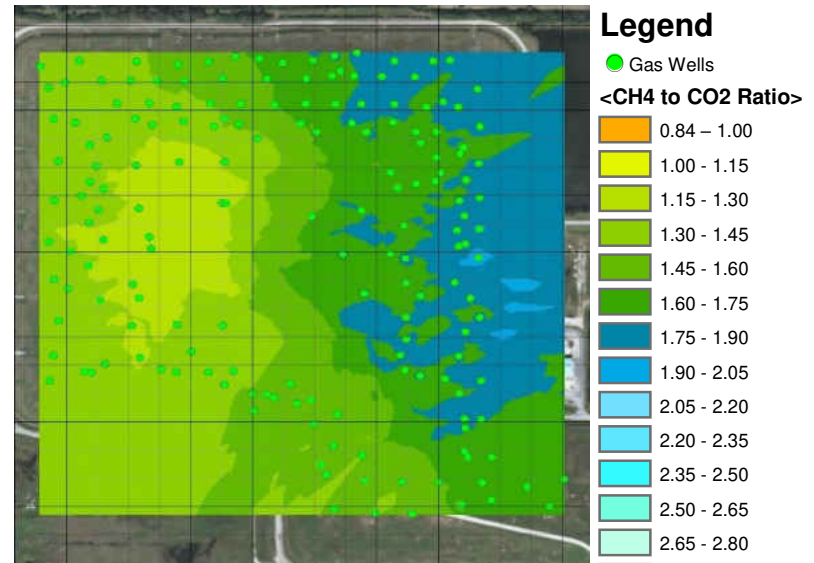 Legend
Gas Wells
<CH4 to CO2 Ratio>
0.84 – 1.00
1.00 - 1.15
1.15 - 1.30
1.30 - 1.45
1.45 - 1.60
1.60 - 1.75
1.75 - 1.90
1.90 - 2.05
2.05 - 2.20
2.20 - 2.35
2.35 - 2.50
2.50 - 2.65
2.65 - 2.80